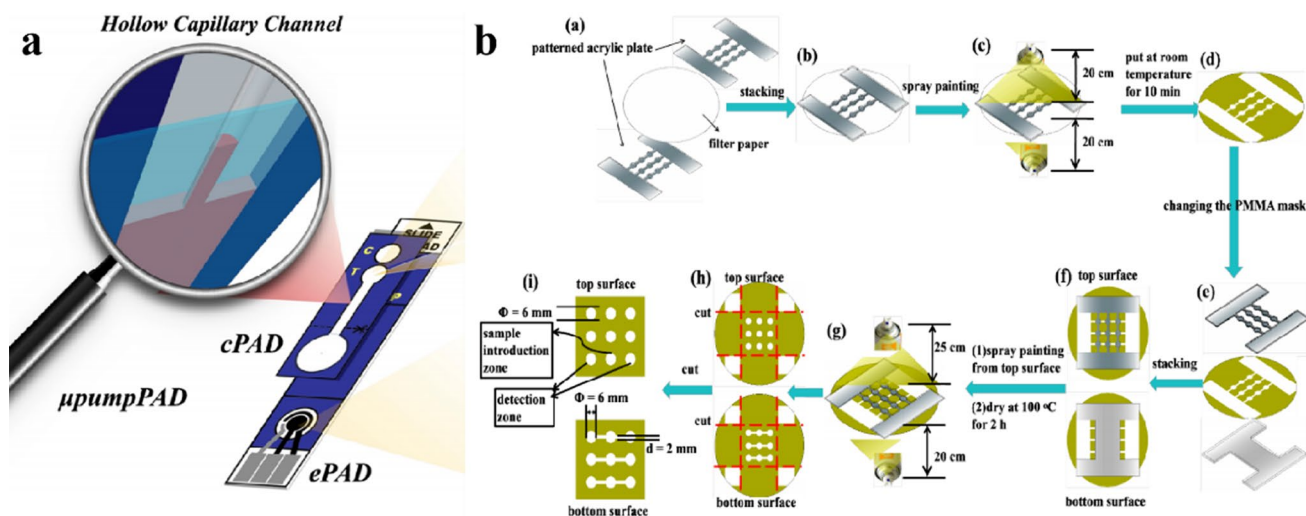 a
Hollow Capillary Channel
SLIDE
C
T
P
cPAD
µpumpPAD
ePAD
b
(a)
patterned acrylic plate
filter paper
stacking
(b)
spray painting
(c)
20 cm
20 cm
put at room
temperature
for 10 min
(d)
changing the PMMA mask
(e)
stacking
(f)
top surface
bottom surface
(1)spray painting
from top surface
(2)dry at 100 °C
for 2 h
(g)
25 cm
20 cm
(h)
top surface
cut
cut
bottom surface
cut
(i)
top surface
Φ = 6 mm
sample
introduction
zone
detection
zone
Φ = 6 mm
d = 2 mm
bottom surface